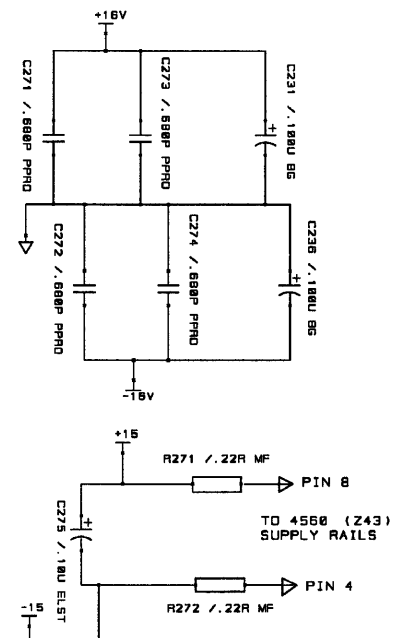 +16V
C271 /.680P PPRO
C273 /.680P PPRO
C231 /.100U BG
+
C272 /.680P PPRO
C274 /.680P PPRO
C236 /.100U BG
+
-16V
+15
R271 /.22R MF
PIN 8
C275 /.10U ELST
+
TO 4560 (Z43)
SUPPLY RAILS
PIN 4
R272 /.22R MF
-15